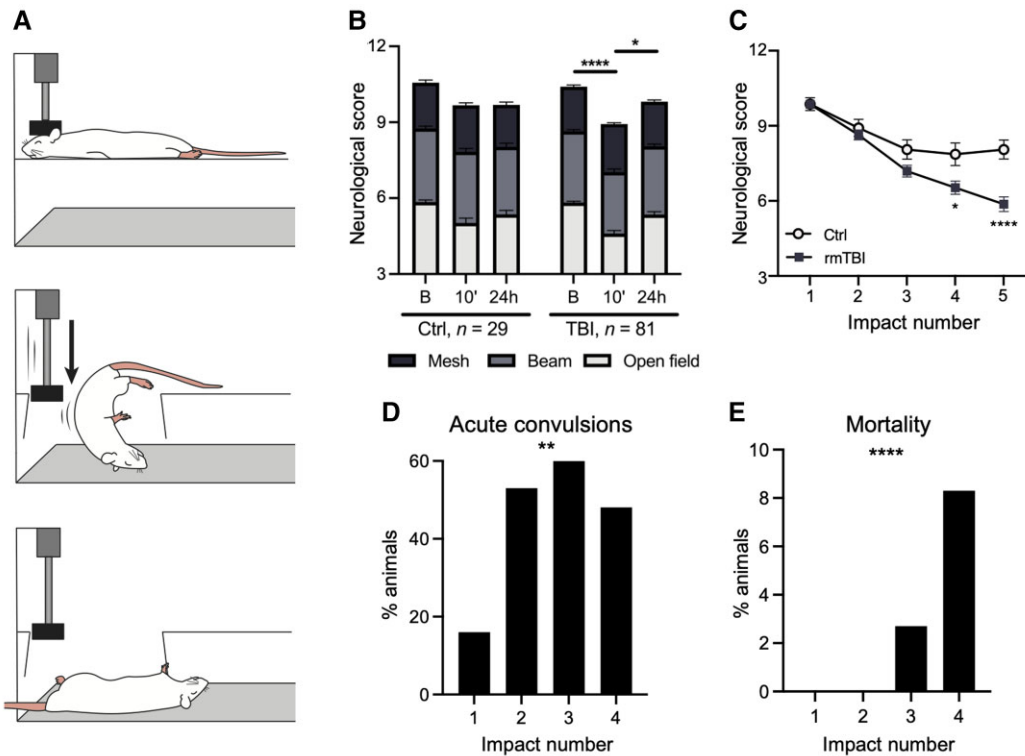 A
B
12
9
6
3
Neurological score
****
*
B 10' 24h B 10' 24h
Ctrl, n = 29 TBI, n = 81
Mesh Beam Open field
C
12
9
6
3
Neurological score
*
****
Ctrl
rmTBI
1 2 3 4 5
Impact number
D
Acute convulsions
**
60
40
20
0
% animals
1 2 3 4
Impact number
E
Mortality
****
10
8
6
4
2
0
% animals
1 2 3 4
Impact number